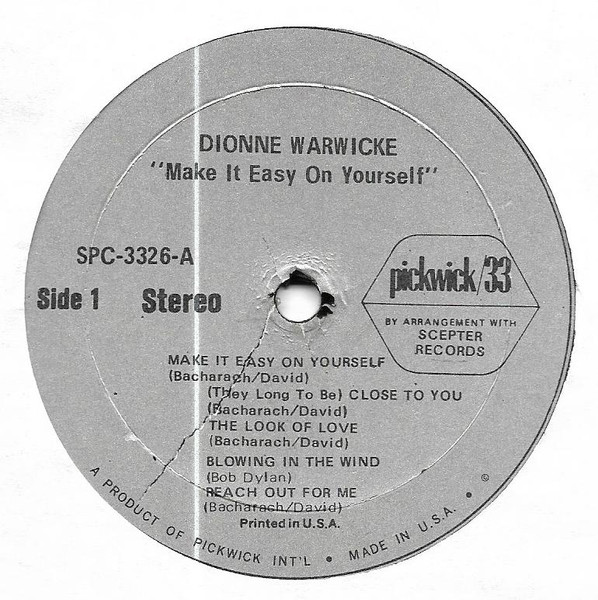 DIONNE WARWICKE
"Make It Easy On Yourself"
SPC-3326-A
Side 1 Stereo
pickwick/33
BY ARRANGEMENT WITH
SCEPTER
RECORDS
MAKE IT EASY ON YOURSELF
(Bacharach/David)
(They Long To Be) CLOSE TO YOU
(Bacharach/David)
THE LOOK OF LOVE
(Bacharach/David)
BLOWING IN THE WIND
(Bob Dylan)
REACH OUT FOR ME
(Bacharach/David)
Printed in U.S.A.
A PRODUCT OF PICKWICK INT'L • MADE IN U.S.A. • ©